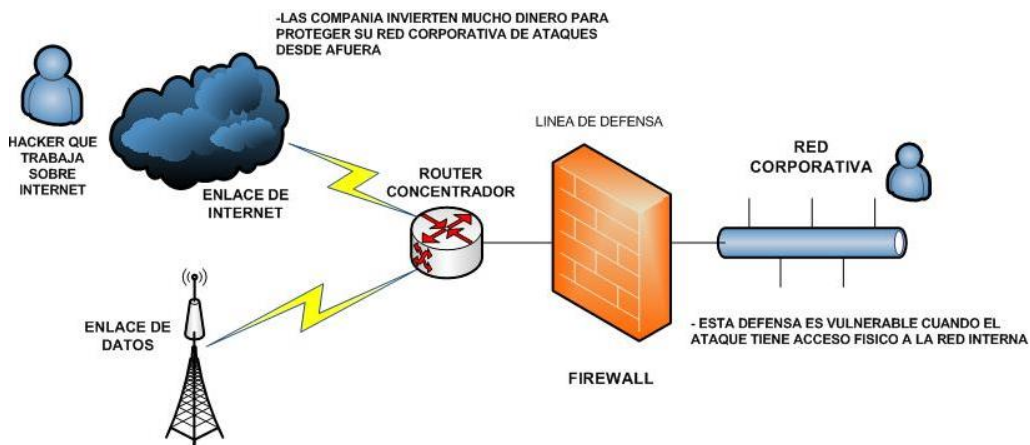 -LAS COMPANIA INVIERTEN MUCHO DINERO PARA
PROTEGER SU RED CORPORATIVA DE ATAQUES
DESDE AFUERA
HACKER QUE
TRABAJA
SOBRE
INTERNET
ENLACE DE
INTERNET
ROUTER
CONCENTRADOR
LINEA DE DEFENSA
RED
CORPORATIVA
ENLACE DE
DATOS
- ESTA DEFENSA ES VULNERABLE CUANDO EL
ATAQUE TIENE ACCESO FISICO A LA RED INTERNA
FIREWALL